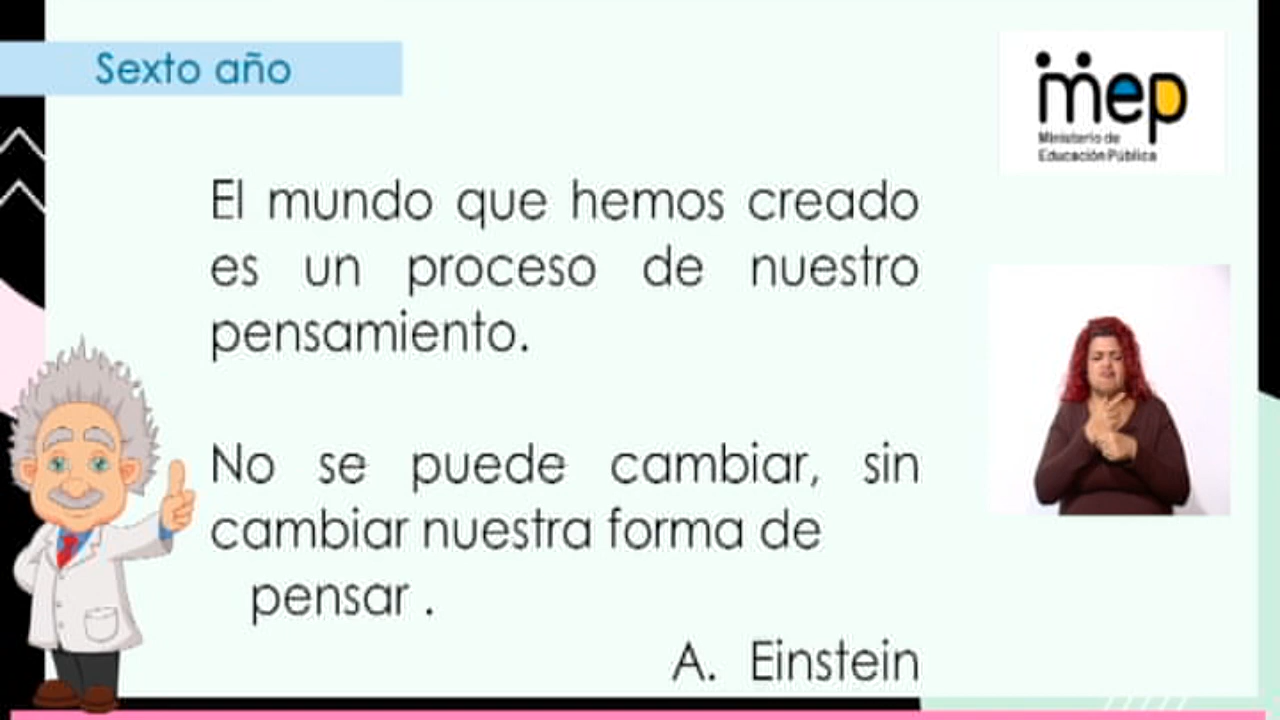 Sexto año
mep
Ministerio de
Educación Pública
El mundo que hemos creado
es un proceso de nuestro
pensamiento.
No se puede cambiar, sin
cambiar nuestra forma de
pensar .
A. Einstein